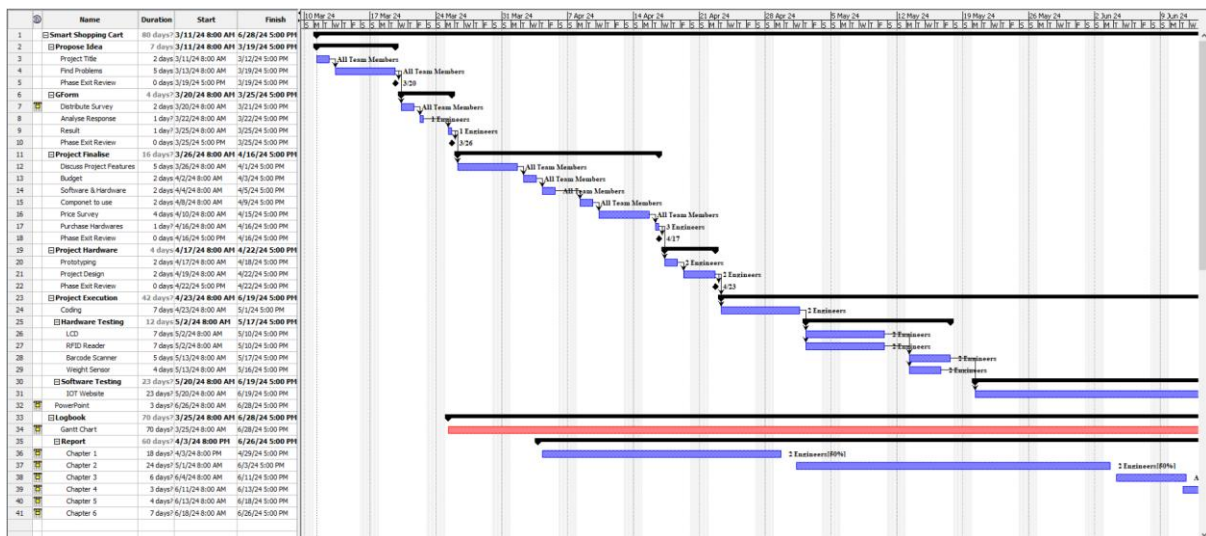 Name Duration Start Finish
10 Mar 24 17 Mar 24 24 Mar 24 31 Mar 24 7 Apr 24 14 Apr 24 21 Apr 24 28 Apr 24 5 May 24 12 May 24 19 May 24 26 May 24 2 Jun 24 9 Jun 24
1 Smart Shopping Cart 80 days? 3/11/24 8:00 AM 6/28/24 5:00 PM
2 Propose Idea 7 days 3/11/24 8:00 AM 3/19/24 5:00 PM
3 Project Title 2 days 3/11/24 8:00 AM 3/12/24 5:00 PM All Team Members
4 Find Problems 5 days 3/13/24 8:00 AM 3/19/24 5:00 PM All Team Members
5 Phase Exit Review 0 days 3/19/24 5:00 PM 3/19/24 5:00 PM 3/20
6 GForm 4 days? 3/20/24 8:00 AM 3/25/24 5:00 PM
7 Distribute Survey 2 days 3/20/24 8:00 AM 3/21/24 5:00 PM All Team Members
8 Analyse Response 1 day? 3/22/24 8:00 AM 3/22/24 5:00 PM 1 Engineers
9 Result 1 day? 3/25/24 8:00 AM 3/25/24 5:00 PM 1 Engineers
10 Phase Exit Review 0 days 3/25/24 5:00 PM 3/25/24 5:00 PM 3/26
11 Project Finalise 16 days? 3/26/24 8:00 AM 4/16/24 5:00 PM
12 Discuss Project Features 5 days 3/26/24 8:00 AM 4/1/24 5:00 PM All Team Members
13 Budget 2 days 4/2/24 8:00 AM 4/3/24 5:00 PM All Team Members
14 Software & Hardware 2 days 4/4/24 8:00 AM 4/5/24 5:00 PM All Team Members
15 Componet to use 2 days 4/8/24 8:00 AM 4/9/24 5:00 PM All Team Members
16 Price Survey 4 days 4/10/24 8:00 AM 4/15/24 5:00 PM All Team Members
17 Purchase Hardwares 1 day? 4/16/24 8:00 AM 4/16/24 5:00 PM 3 Engineers
18 Phase Exit Review 0 days 4/16/24 5:00 PM 4/16/24 5:00 PM 4/17
19 Project Hardware 4 days 4/17/24 8:00 AM 4/22/24 5:00 PM
20 Prototyping 2 days 4/17/24 8:00 AM 4/18/24 5:00 PM 2 Engineers
21 Project Design 2 days 4/19/24 8:00 AM 4/22/24 5:00 PM 2 Engineers
22 Phase Exit Review 0 days 4/22/24 5:00 PM 4/22/24 5:00 PM 4/23
23 Project Execution 42 days? 4/23/24 8:00 AM 6/19/24 5:00 PM
24 Coding 7 days 4/23/24 8:00 AM 5/1/24 5:00 PM 2 Engineers
25 Hardware Testing 12 days 5/2/24 8:00 AM 5/17/24 5:00 PM
26 LCD 7 days 5/2/24 8:00 AM 5/10/24 5:00 PM 2 Engineers
27 RFID Reader 7 days 5/2/24 8:00 AM 5/10/24 5:00 PM 2 Engineers
28 Barcode Scanner 5 days 5/13/24 8:00 AM 5/17/24 5:00 PM 2 Engineers
29 Weight Sensor 4 days 5/13/24 8:00 AM 5/16/24 5:00 PM 2 Engineers
30 Software Testing 23 days? 5/20/24 8:00 AM 6/19/24 5:00 PM
31 IOT Website 23 days? 5/20/24 8:00 AM 6/19/24 5:00 PM
32 PowerPoint 3 days? 6/26/24 8:00 AM 6/28/24 5:00 PM
33 Logbook 70 days? 3/25/24 8:00 AM 6/28/24 5:00 PM
34 Gantt Chart 70 days? 3/25/24 8:00 AM 6/28/24 5:00 PM
35 Report 60 days? 4/3/24 8:00 PM 6/26/24 5:00 PM
36 Chapter 1 18 days? 4/3/24 8:00 PM 4/29/24 5:00 PM 2 Engineers[50%]
37 Chapter 2 24 days? 5/1/24 8:00 AM 6/3/24 5:00 PM 2 Engineers[50%]
38 Chapter 3 6 days? 6/4/24 8:00 AM 6/11/24 5:00 PM A
39 Chapter 4 3 days? 6/11/24 8:00 AM 6/13/24 5:00 PM
40 Chapter 5 4 days? 6/13/24 8:00 AM 6/18/24 5:00 PM
41 Chapter 6 7 days? 6/18/24 8:00 AM 6/26/24 5:00 PM